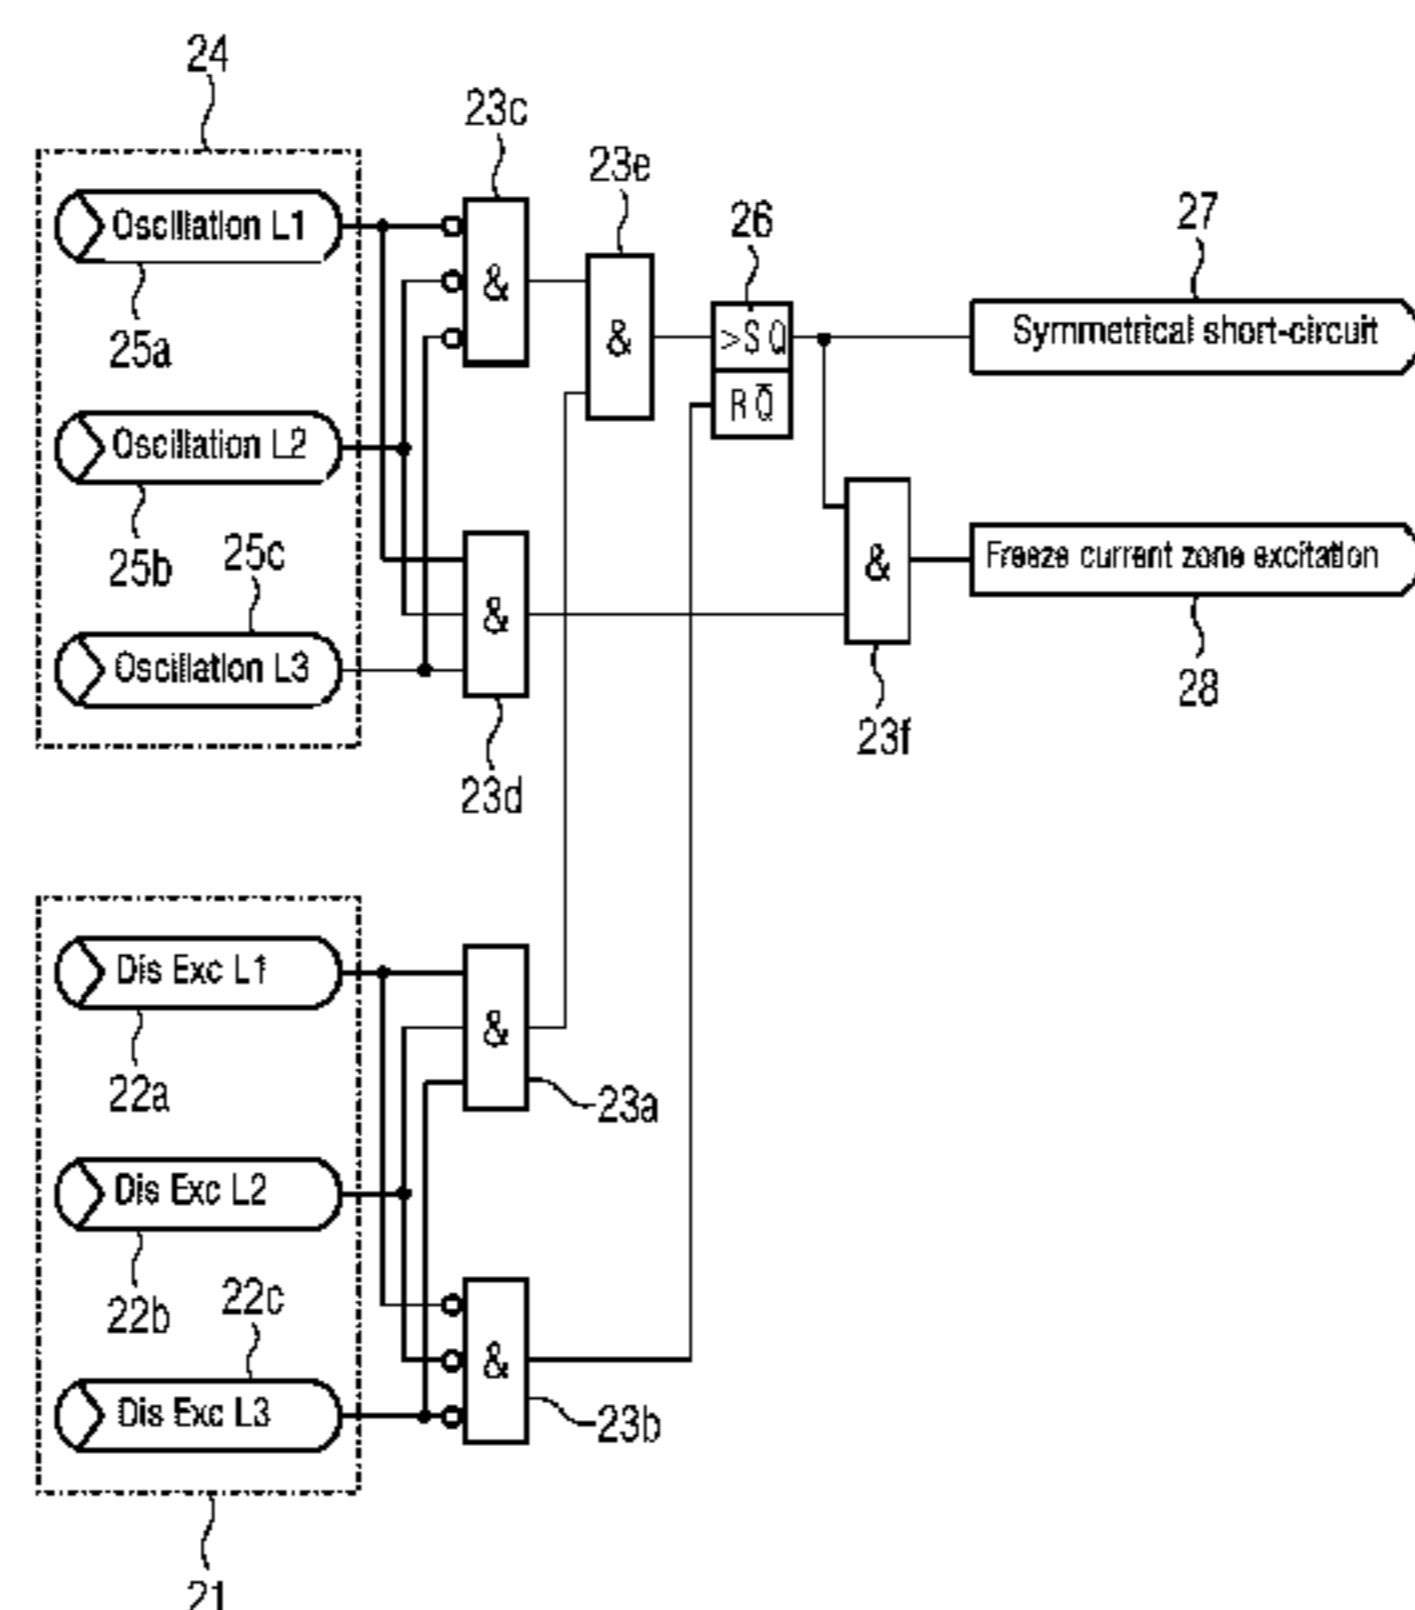 24
23c
23e
26
27
Oscillation L1
25a
&
&
>S Q
R Q̄
Symmetrical short-circuit
Oscillation L2
25b
25c
Oscillation L3
&
23d
&
23f
Freeze current zone excitation
28
Dis Exc L1
22a
&
23a
Dis Exc L2
22b
22c
Dis Exc L3
&
23b
21